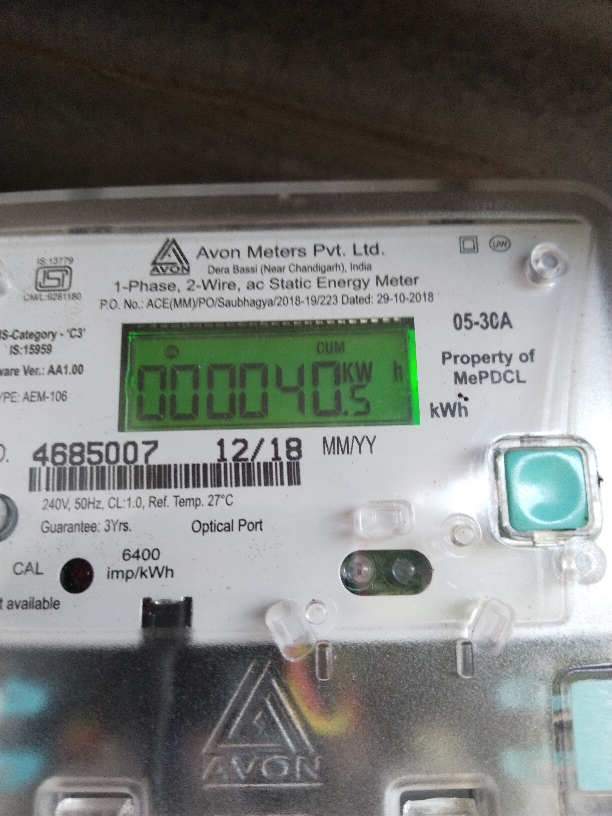 Avon Meters Pvt. Ltd.
AVON
Dera Bassi (Near Chandigarh), India
1-Phase, 2-Wire, ac Static Energy Meter
P.O. No.: ACE(MM)/PO/Saubhagya/2018-19/223 Dated: 29-10-2018
IS:13779
ISI
CM/L:9281580
UW
S-Category - 'C3'
IS:15959
ware Ver.: AA1.00
YPE: AEM-106
CUM
000040.5 KW h
05-30A
Property of
MePDCL
kWh
O. 4685007 12/18 MM/YY
240V, 50Hz, CL:1.0, Ref. Temp. 27°C
Guarantee: 3Yrs. Optical Port
CAL 6400
imp/kWh
t available
AVON